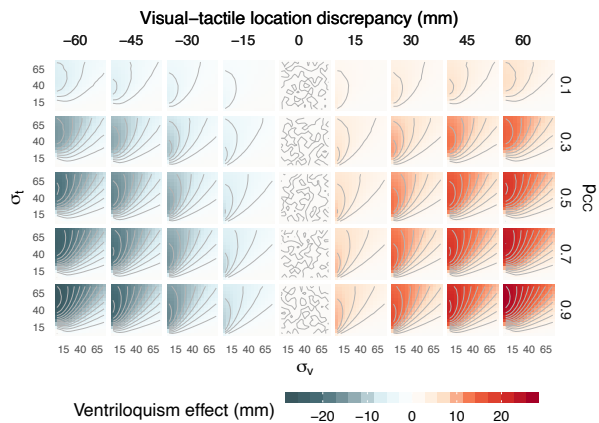 Visual−tactile location discrepancy (mm)
−60 −45 −30 −15 0 15 30 45 60
65
40
15
0.1
65
40
15
0.3
65
40
15
0.5
65
40
15
0.7
65
40
15
0.9
σt
pCC
15 40 65 15 40 65 15 40 65 15 40 65 15 40 65 15 40 65 15 40 65 15 40 65 15 40 65
σv
Ventriloquism effect (mm)
−20 −10 0 10 20